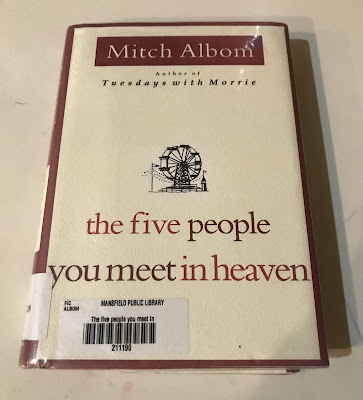 Mitch Albom
Author of
Tuesdays with Morrie
the five people
you meet in heaven
FIC
ALBOM
MANSFIELD PUBLIC LIBRARY
The five people you meet in
211190